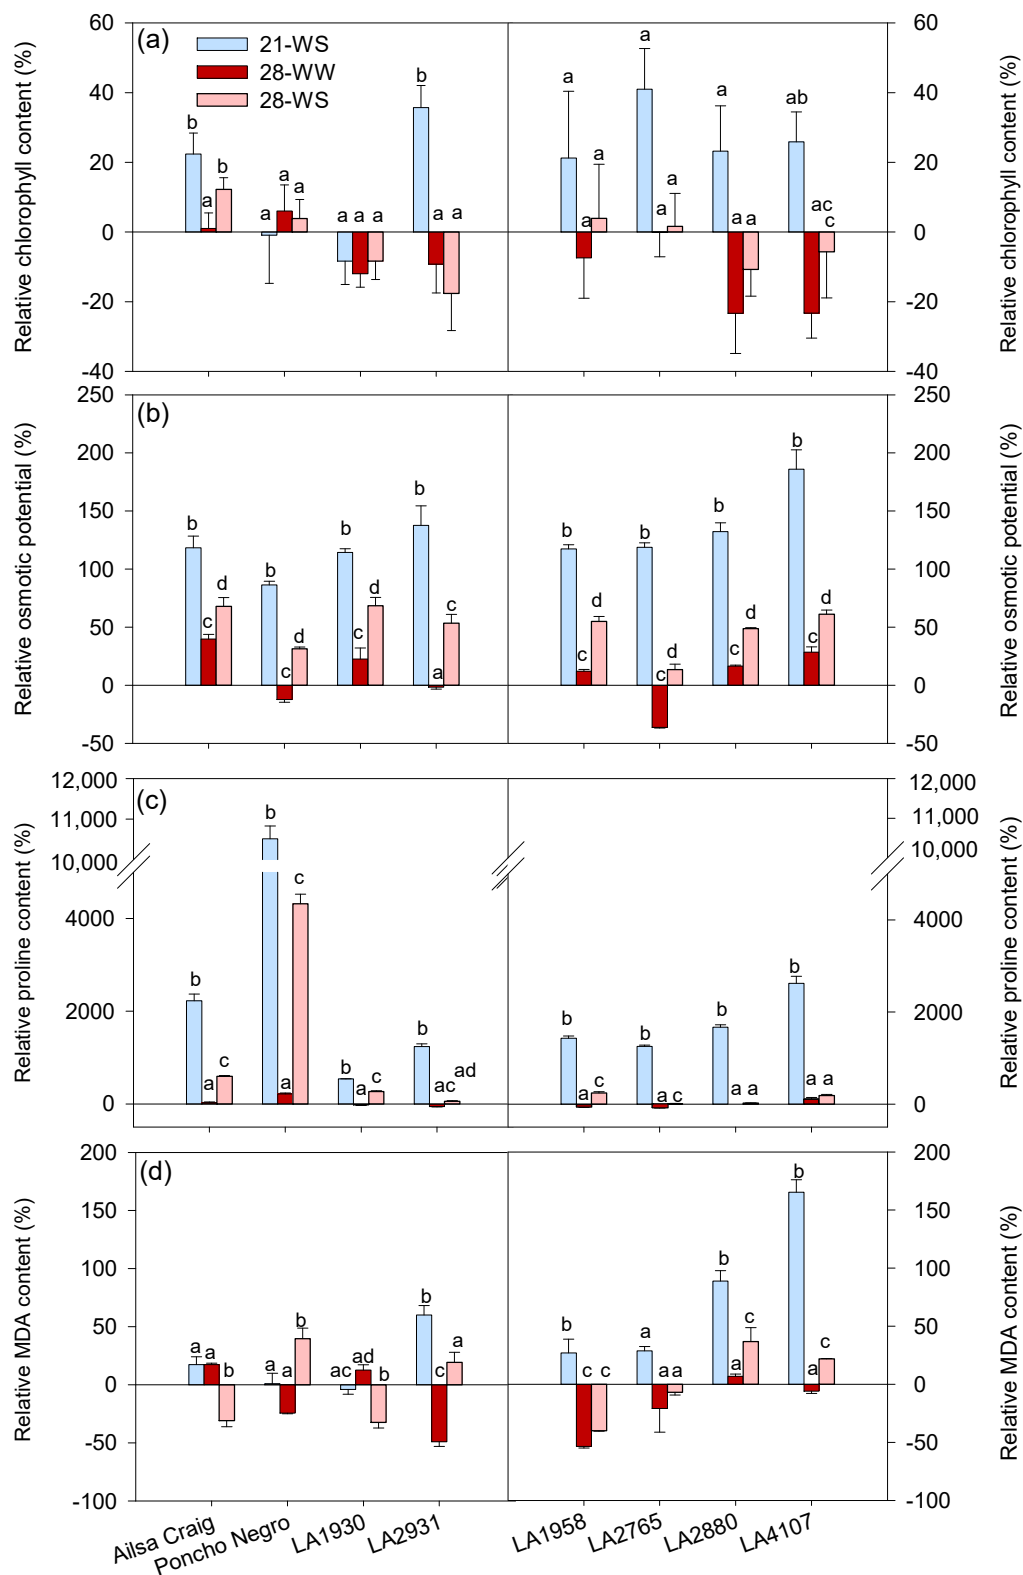 (a)
21-WS
28-WW
28-WS
Relative chlorophyll content (%)
60
40
20
0
-20
-40
b
a
b
a
a
a
a
a
a
b
a
a
a
a
a
a
a
a
a
a
a
ab
ac
c
60
40
20
0
-20
-40
Relative chlorophyll content (%)
(b)
Relative osmotic potential (%)
250
200
150
100
50
0
-50
b
c
d
b
c
d
b
c
d
b
a
c
b
c
d
b
c
d
b
c
d
b
c
d
250
200
150
100
50
0
-50
Relative osmotic potential (%)
(c)
Relative proline content (%)
12,000
11,000
10,000
4000
2000
0
b
a
c
b
a
c
b
a
c
b
ac
ad
b
a
c
b
a
c
b
a
a
b
a
a
12,000
11,000
10,000
4000
2000
0
Relative proline content (%)
(d)
Relative MDA content (%)
200
150
100
50
0
-50
-100
a
a
b
a
a
b
ac
ad
b
b
c
a
b
c
c
a
a
a
b
a
c
b
a
c
200
150
100
50
0
-50
-100
Relative MDA content (%)
Ailsa Craig
Poncho Negro
LA1930
LA2931
LA1958
LA2765
LA2880
LA4107